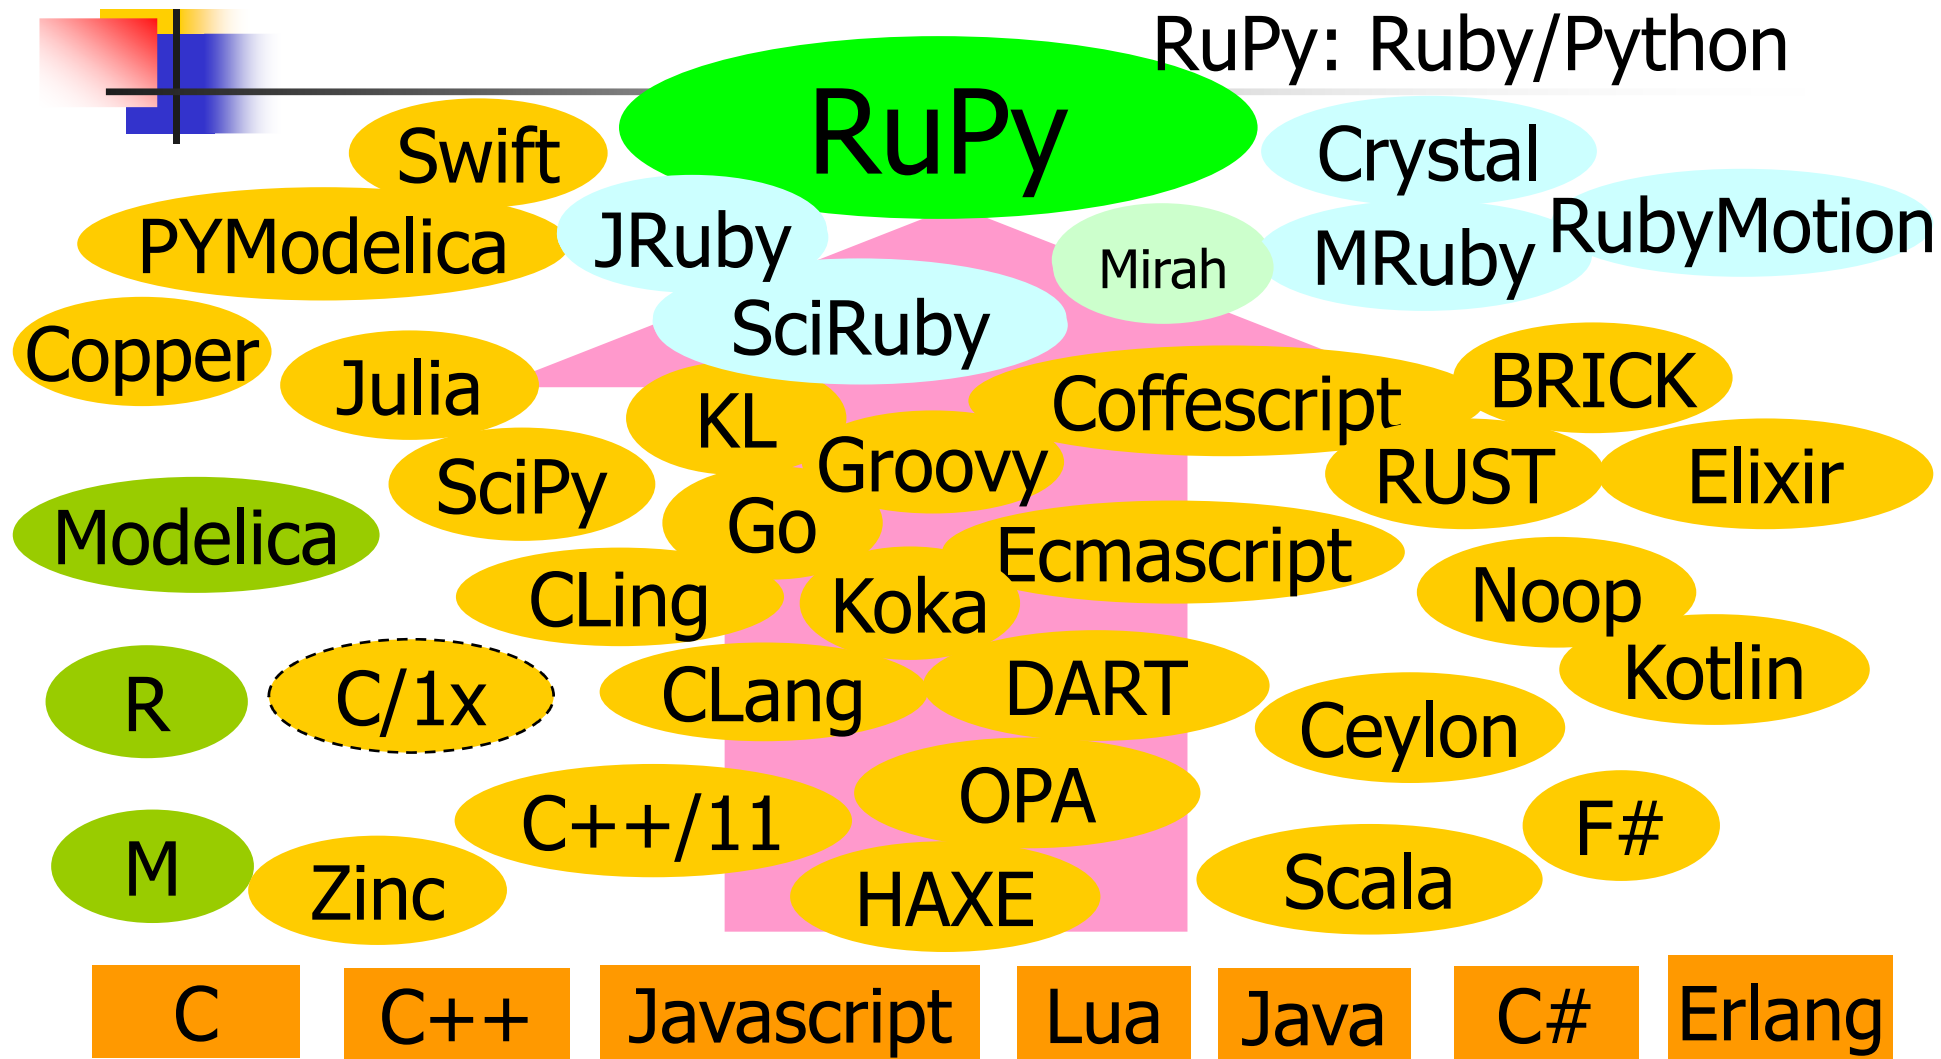 RuPy: Ruby/Python
RuPy
Swift
Crystal
PYModelica
JRuby
Mirah
MRuby
RubyMotion
SciRuby
Copper
Julia
KL
Coffescript
BRICK
SciPy
Groovy
RUST
Elixir
Modelica
Go
Ecmascript
CLing
Koka
Noop
R
C/1x
CLang
DART
Kotlin
Ceylon
C++/11
OPA
F#
M
Zinc
HAXE
Scala
C
C++
Javascript
Lua
Java
C#
Erlang